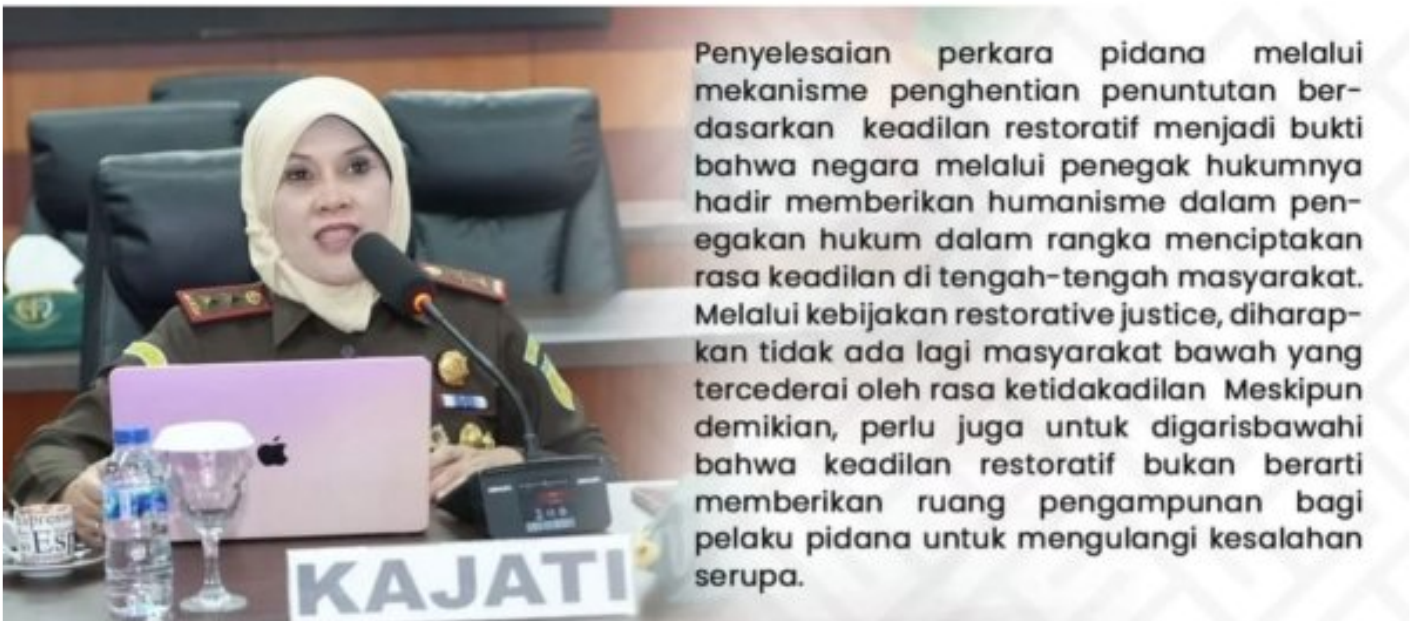 Penyelesaian perkara pidana melalui
mekanisme penghentian penuntutan ber-
dasarkan keadilan restoratif menjadi bukti
bahwa negara melalui penegak hukumnya
hadir memberikan humanisme dalam pen-
egakan hukum dalam rangka menciptakan
rasa keadilan di tengah-tengah masyarakat.
Melalui kebijakan restorative justice, diharap-
kan tidak ada lagi masyarakat bawah yang
tercederai oleh rasa ketidakadilan Meskipun
demikian, perlu juga untuk digarisbawahi
bahwa keadilan restoratif bukan berarti
memberikan ruang pengampunan bagi
pelaku pidana untuk mengulangi kesalahan
serupa.
KAJATI